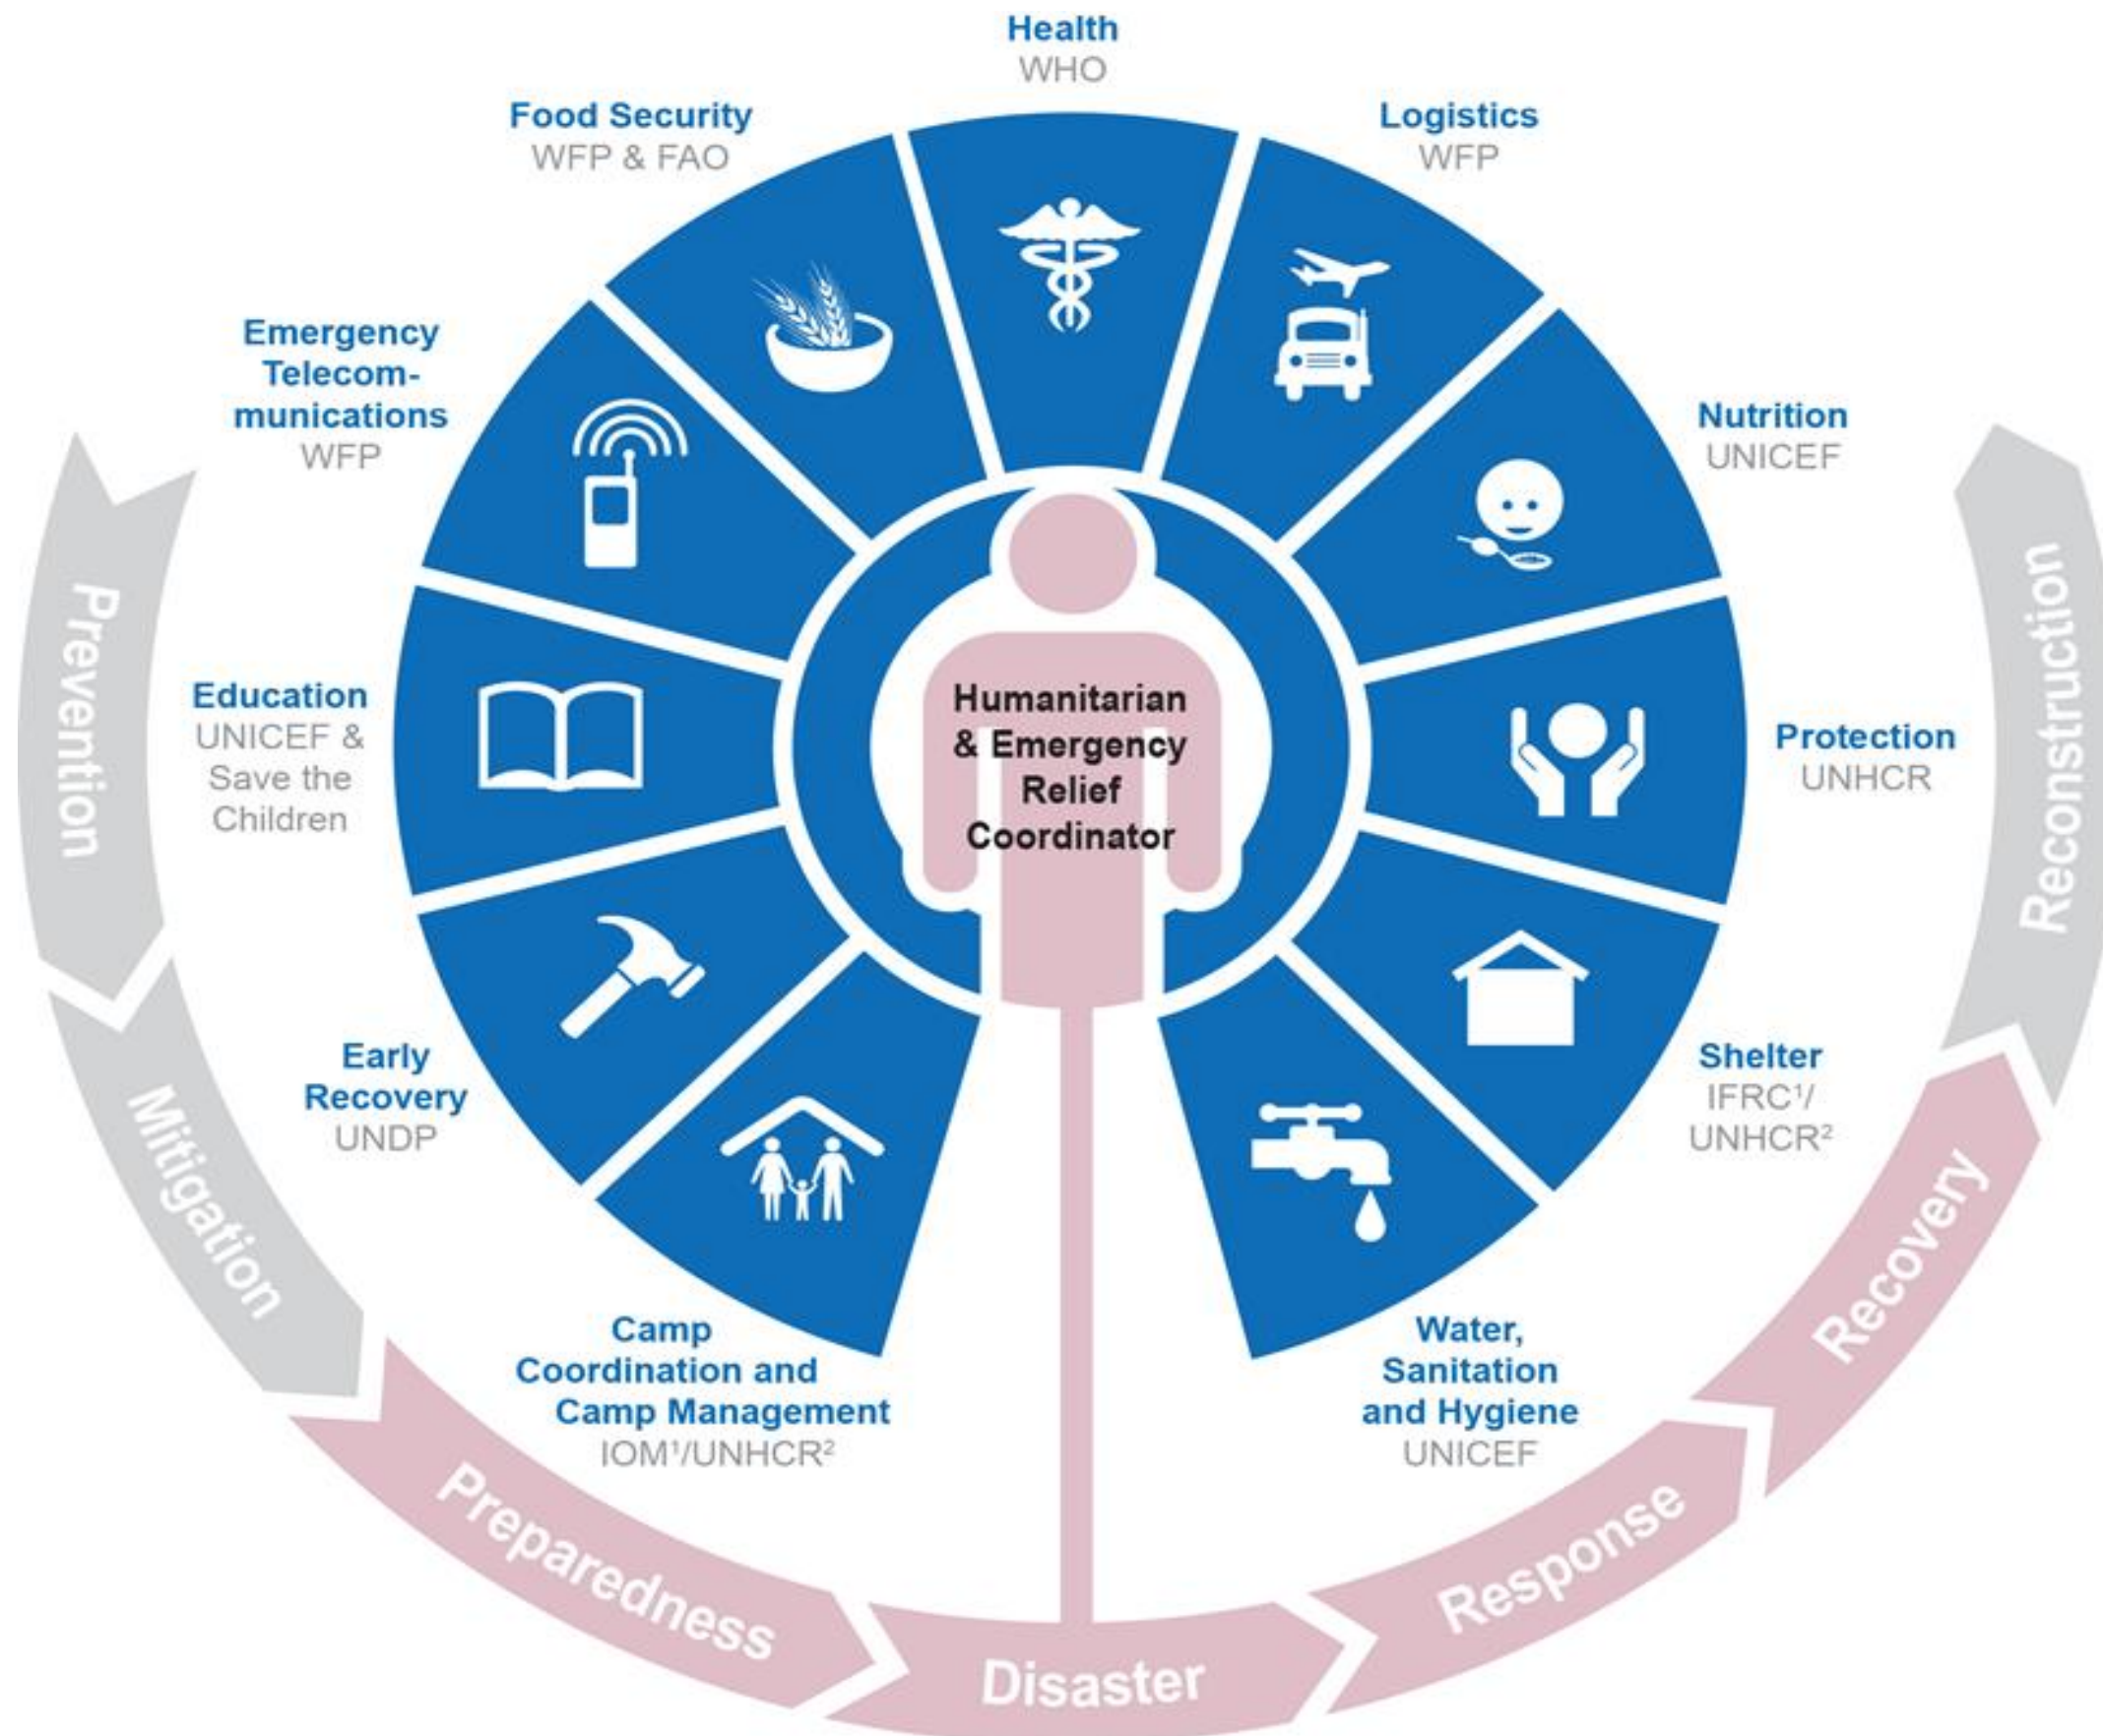 Health
WHO
Food Security
WFP & FAO
Logistics
WFP
Emergency
Telecom-
munications
WFP
Nutrition
UNICEF
Education
UNICEF &
Save the
Children
Humanitarian
& Emergency
Relief
Coordinator
Protection
UNHCR
Early
Recovery
UNDP
Shelter
IFRC¹/
UNHCR²
Camp
Coordination and
Camp Management
IOM¹/UNHCR²
Water,
Sanitation
and Hygiene
UNICEF
Prevention
Mitigation
Preparedness
Disaster
Response
Recovery
Reconstruction